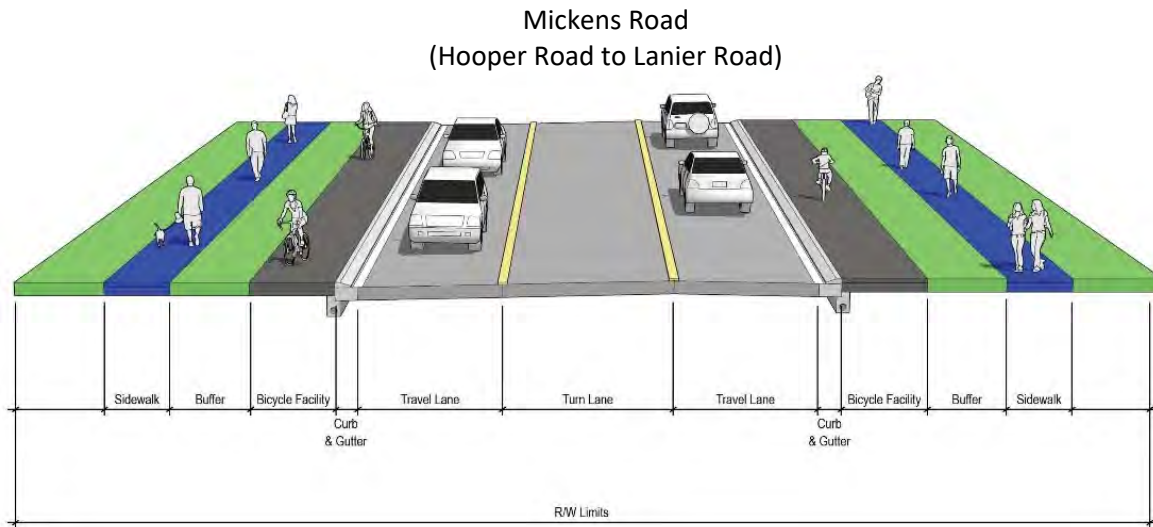 Mickens Road
(Hooper Road to Lanier Road)
Sidewalk Buffer Bicycle Facility Travel Lane Turn Lane Travel Lane Bicycle Facility Buffer Sidewalk
Curb Curb
& Gutter & Gutter
R/W Limits